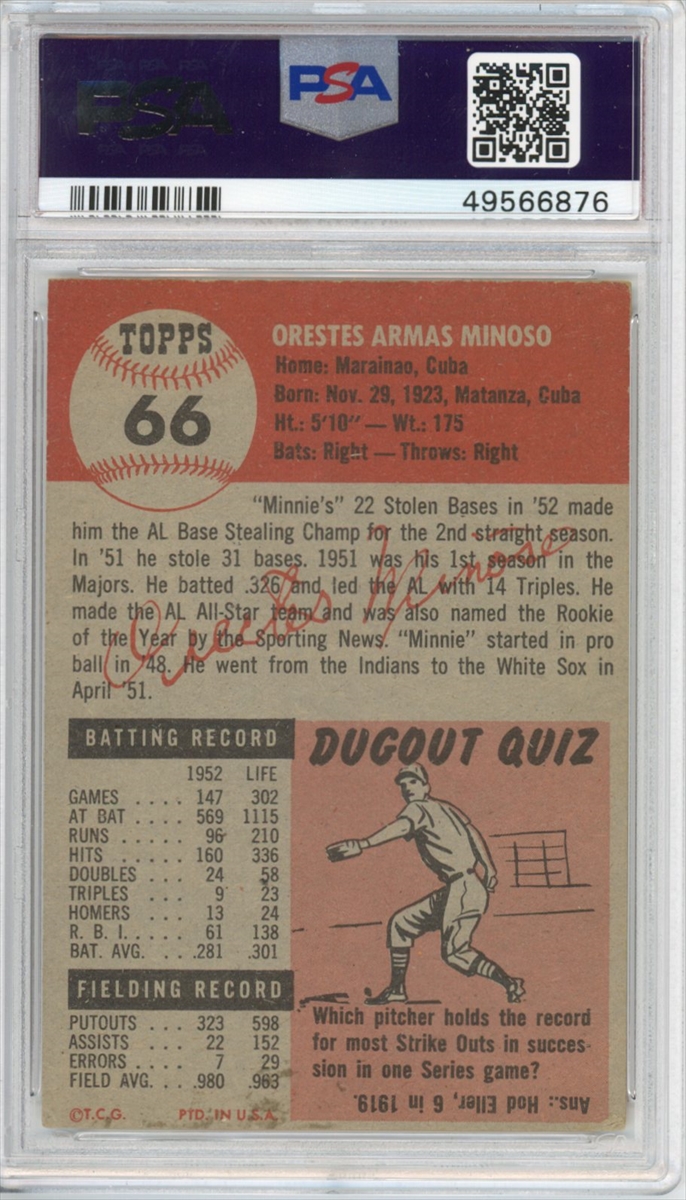 PSA
PSA
49566876
TOPPS
66
ORESTES ARMAS MINOSO
Home: Marainao, Cuba
Born: Nov. 29, 1923, Matanza, Cuba
Ht.: 5'10" — Wt.: 175
Bats: Right — Throws: Right
"Minnie's" 22 Stolen Bases in '52 made
him the AL Base Stealing Champ for the 2nd straight season.
In '51 he stole 31 bases. 1951 was his 1st season in the
Majors. He batted .326 and led the AL with 14 Triples. He
made the AL All-Star team and was also named the Rookie
of the Year by the Sporting News. "Minnie" started in pro
ball in '48. He went from the Indians to the White Sox in
April '51.
Orestes Minoso
BATTING RECORD
1952 LIFE
GAMES .... 147 302
AT BAT .... 569 1115
RUNS .... 96 210
HITS .... 160 336
DOUBLES ... 24 58
TRIPLES ... 9 23
HOMERS ... 13 24
R. B. I. .... 61 138
BAT. AVG. ... .281 .301
FIELDING RECORD
PUTOUTS ... 323 598
ASSISTS ... 22 152
ERRORS .... 7 29
FIELD AVG. ... .980 .963
©T.C.G. PTD. IN U.S.A.
DUGOUT QUIZ
Which pitcher holds the record
for most Strike Outs in succes-
sion in one Series game?
Ans.: Hod Eller, 6 in 1919.